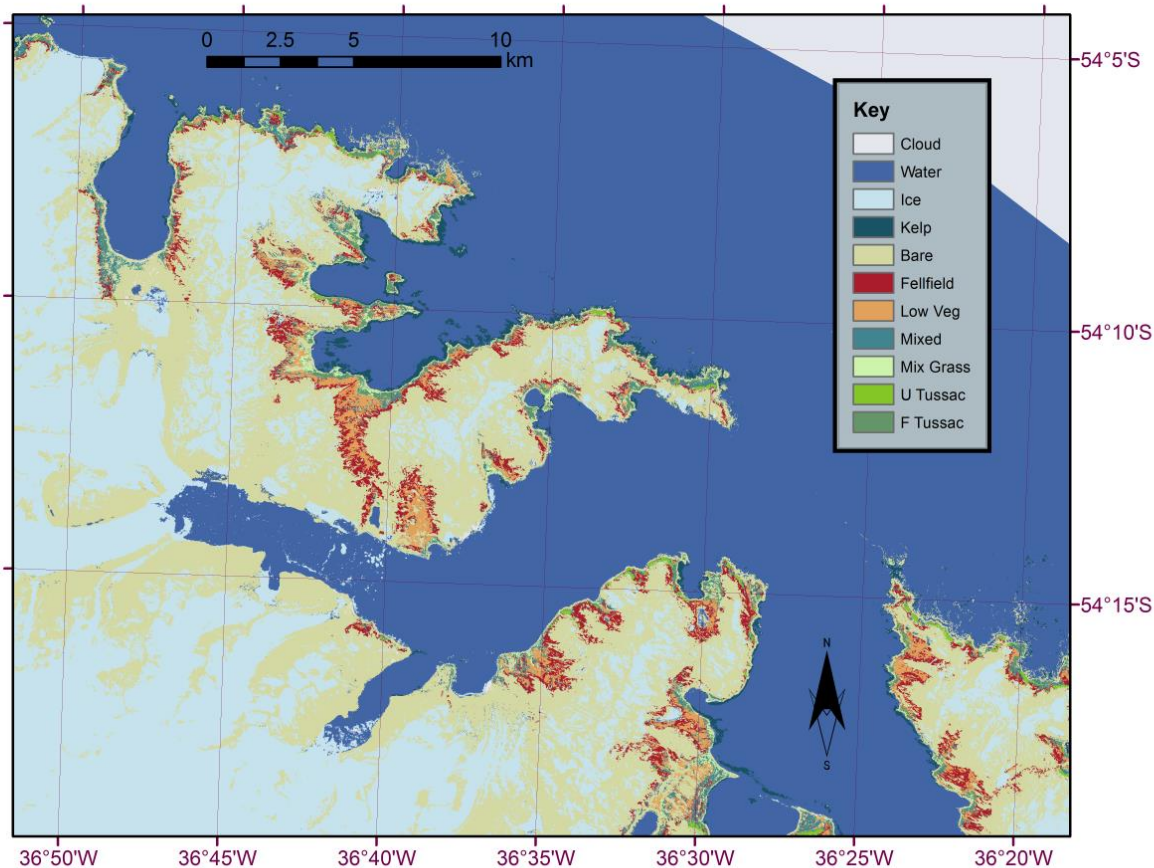 0 2.5 5 10
km
54°5'S
Key
Cloud
Water
Ice
Kelp
Bare
Fellfield
Low Veg
Mixed
Mix Grass
U Tussac
F Tussac
54°10'S
54°15'S
N
S
36°50'W 36°45'W 36°40'W 36°35'W 36°30'W 36°25'W 36°20'W